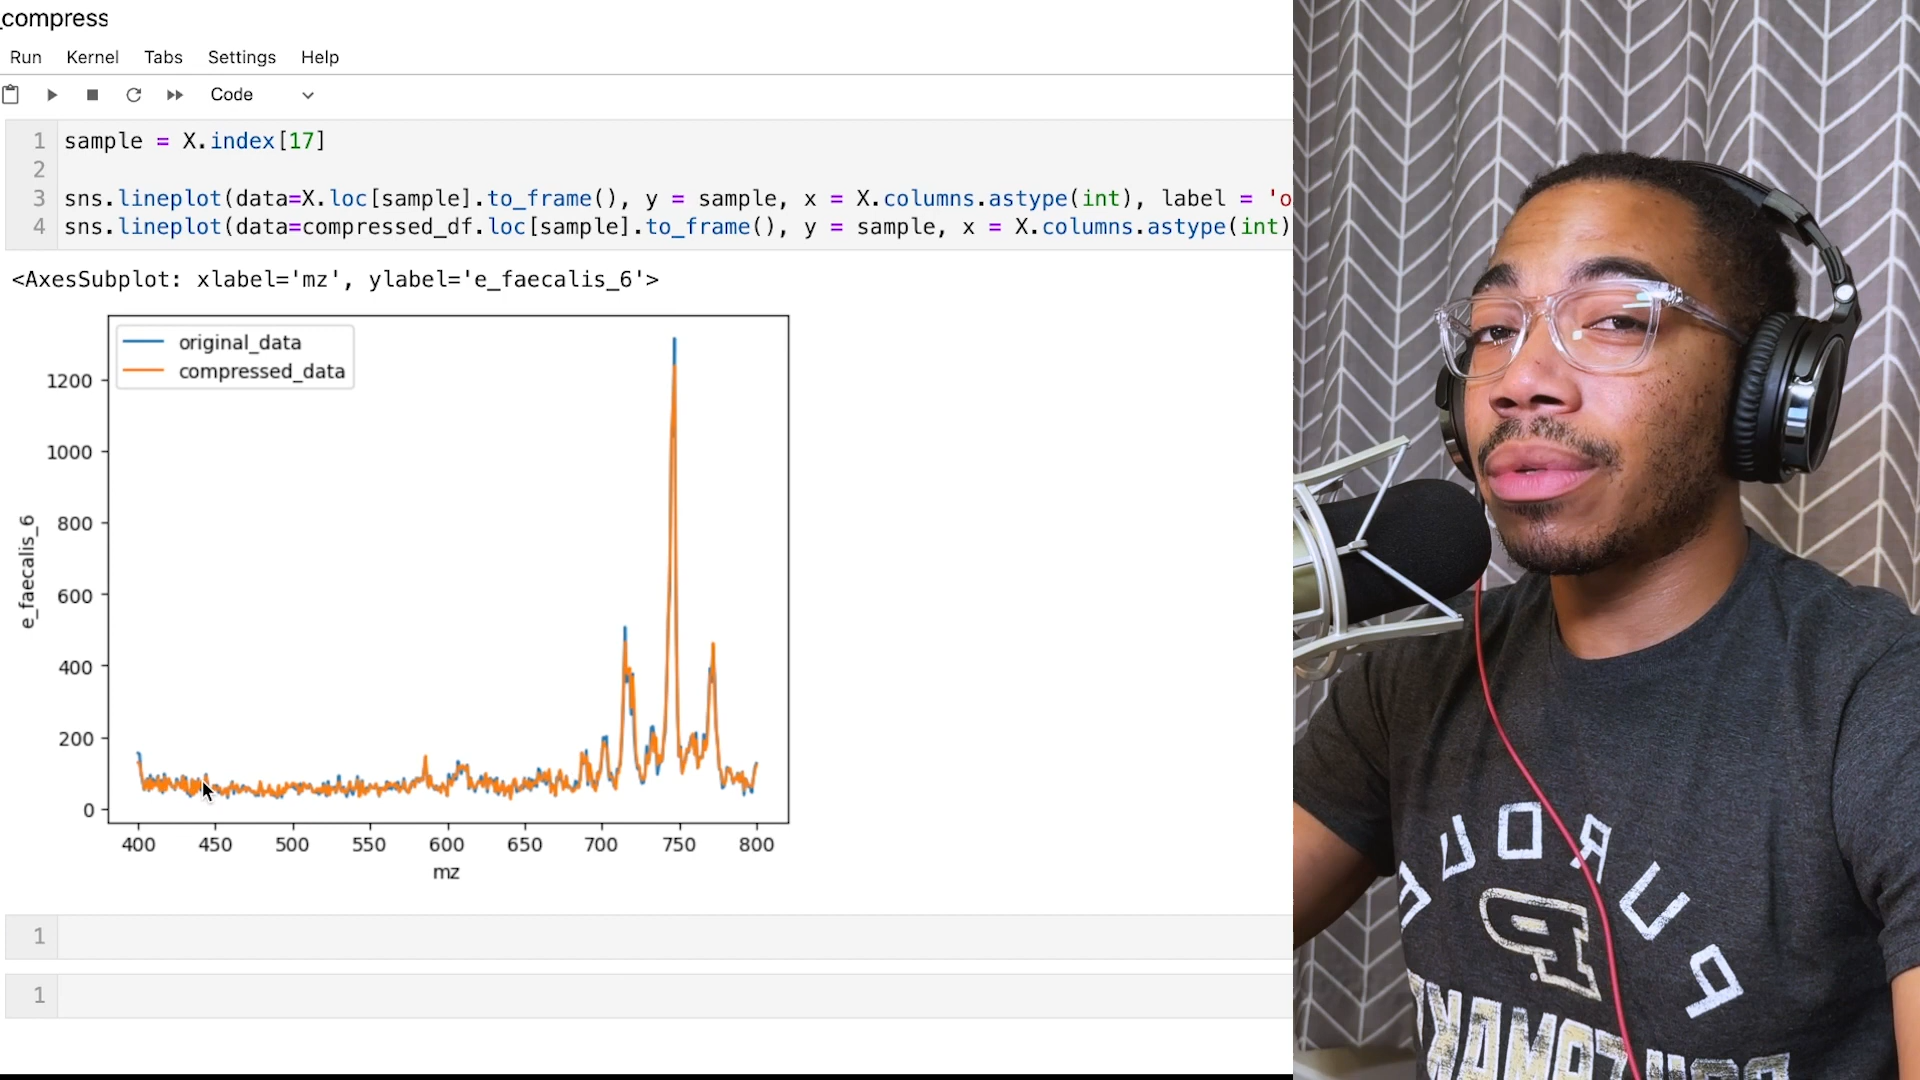 _compress
Run Kernel Tabs Settings Help
Code
1 sample = X.index[17]
2
3 sns.lineplot(data=X.loc[sample].to_frame(), y = sample, x = X.columns.astype(int), label = 'o
4 sns.lineplot(data=compressed_df.loc[sample].to_frame(), y = sample, x = X.columns.astype(int)
<AxesSubplot: xlabel='mz', ylabel='e_faecalis_6'>
original_data
compressed_data
1200
1000
800
600
400
200
0
e_faecalis_6
400 450 500 550 600 650 700 750 800
mz
1
1
PURDUE
P